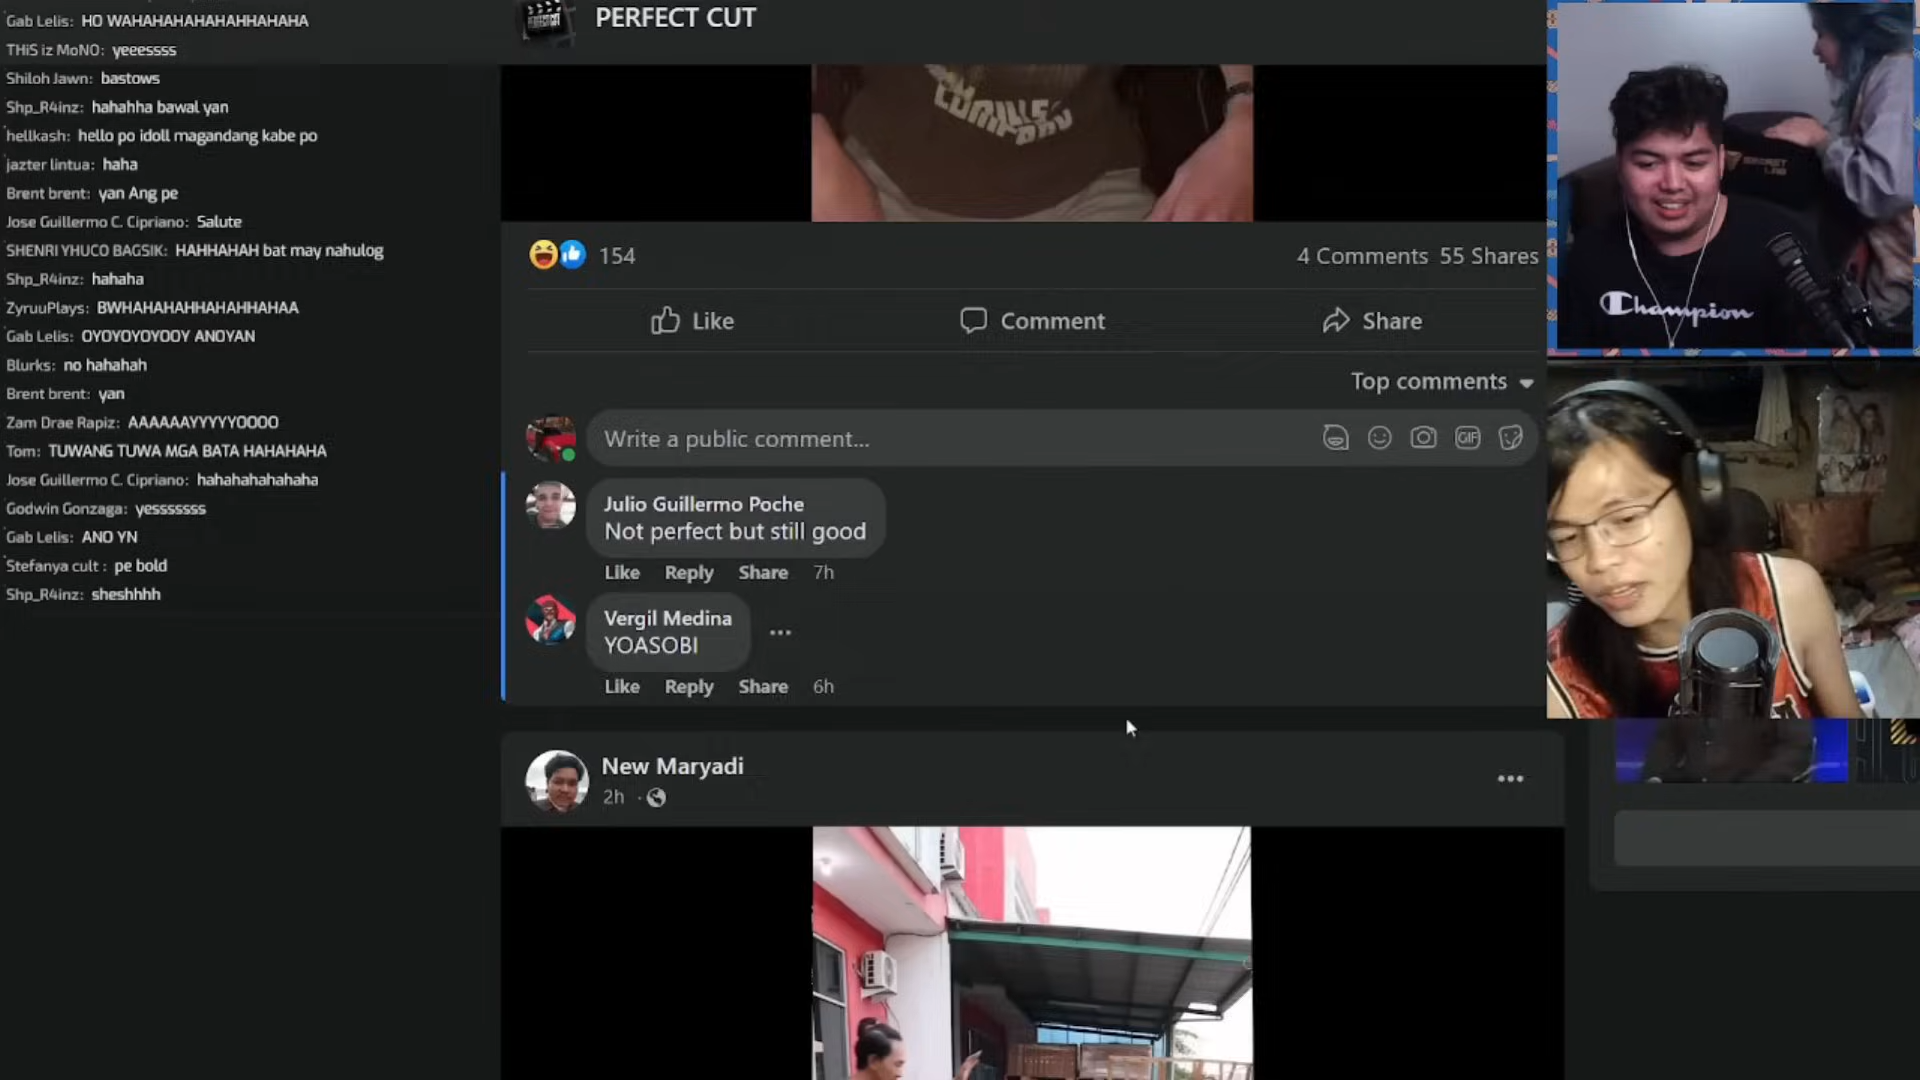 Gab Lelis: HO WAHAHAHAHAHAHHAHAHA
THiS iz MoNO: yeeessss
Shiloh Jawn: bastows
Shp_R4inz: hahahha bawal yan
hellkash: hello po idoll magandang kabe po
jazter lintua: haha
Brent brent: yan Ang pe
Jose Guillermo C. Cipriano: Salute
SHENRI YHUCO BAGSIK: HAHHAHAH bat may nahulog
Shp_R4inz: hahaha
ZyruuPlays: BWHAHAHAHHAHAHHAHAA
Gab Lelis: OYOYOYOYOOY ANOYAN
Blurks: no hahahah
Brent brent: yan
Zam Drae Rapiz: AAAAAAYYYYYOOOO
Tom: TUWANG TUWA MGA BATA HAHAHAHA
Jose Guillermo C. Cipriano: hahahahahahaha
Godwin Gonzaga: yesssssss
Gab Lelis: ANO YN
Stefanya cult : pe bold
Shp_R4inz: sheshhhh
PERFECT CUT
154
4 Comments 55 Shares
Like Comment Share
Top comments
Write a public comment...
GIF
Julio Guillermo Poche
Not perfect but still good
Like Reply Share 7h
Vergil Medina
YOASOBI
Like Reply Share 6h
New Maryadi
2h
SECRET
LAB
Champion